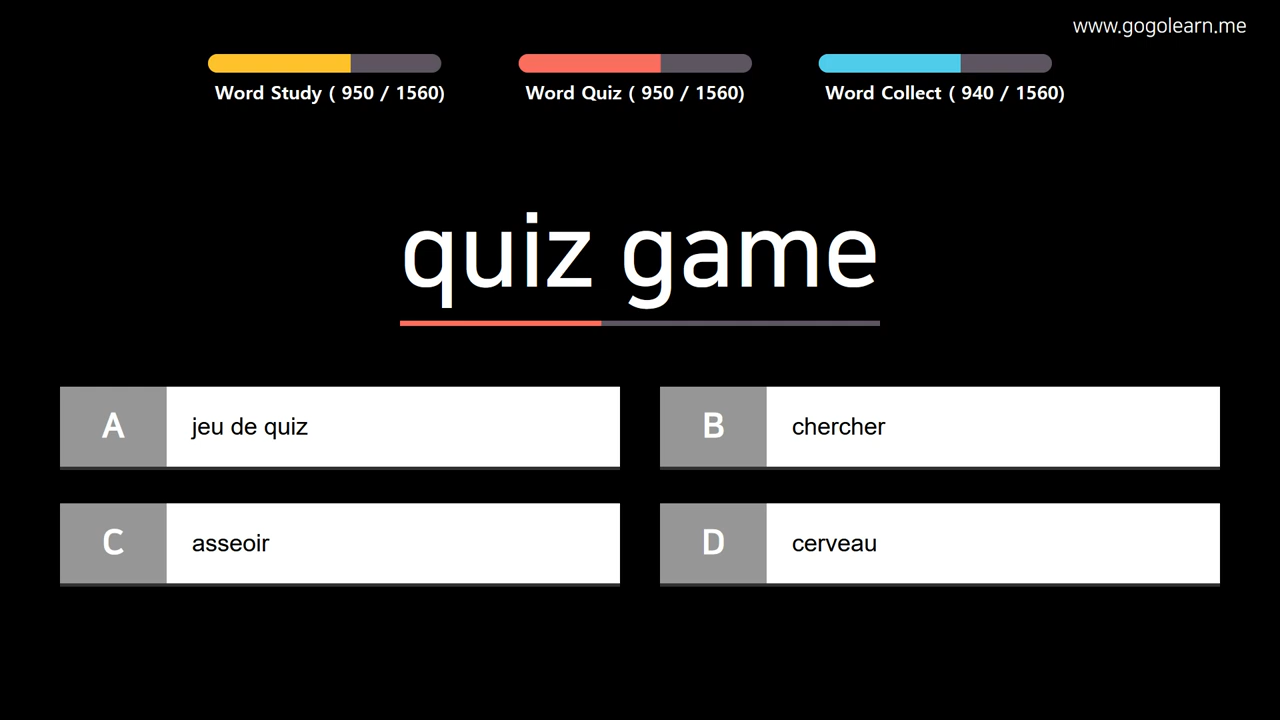 www.gogolearn.me
Word Study ( 950 / 1560)
Word Quiz ( 950 / 1560)
Word Collect ( 940 / 1560)
quiz game
A
jeu de quiz
B
chercher
C
asseoir
D
cerveau